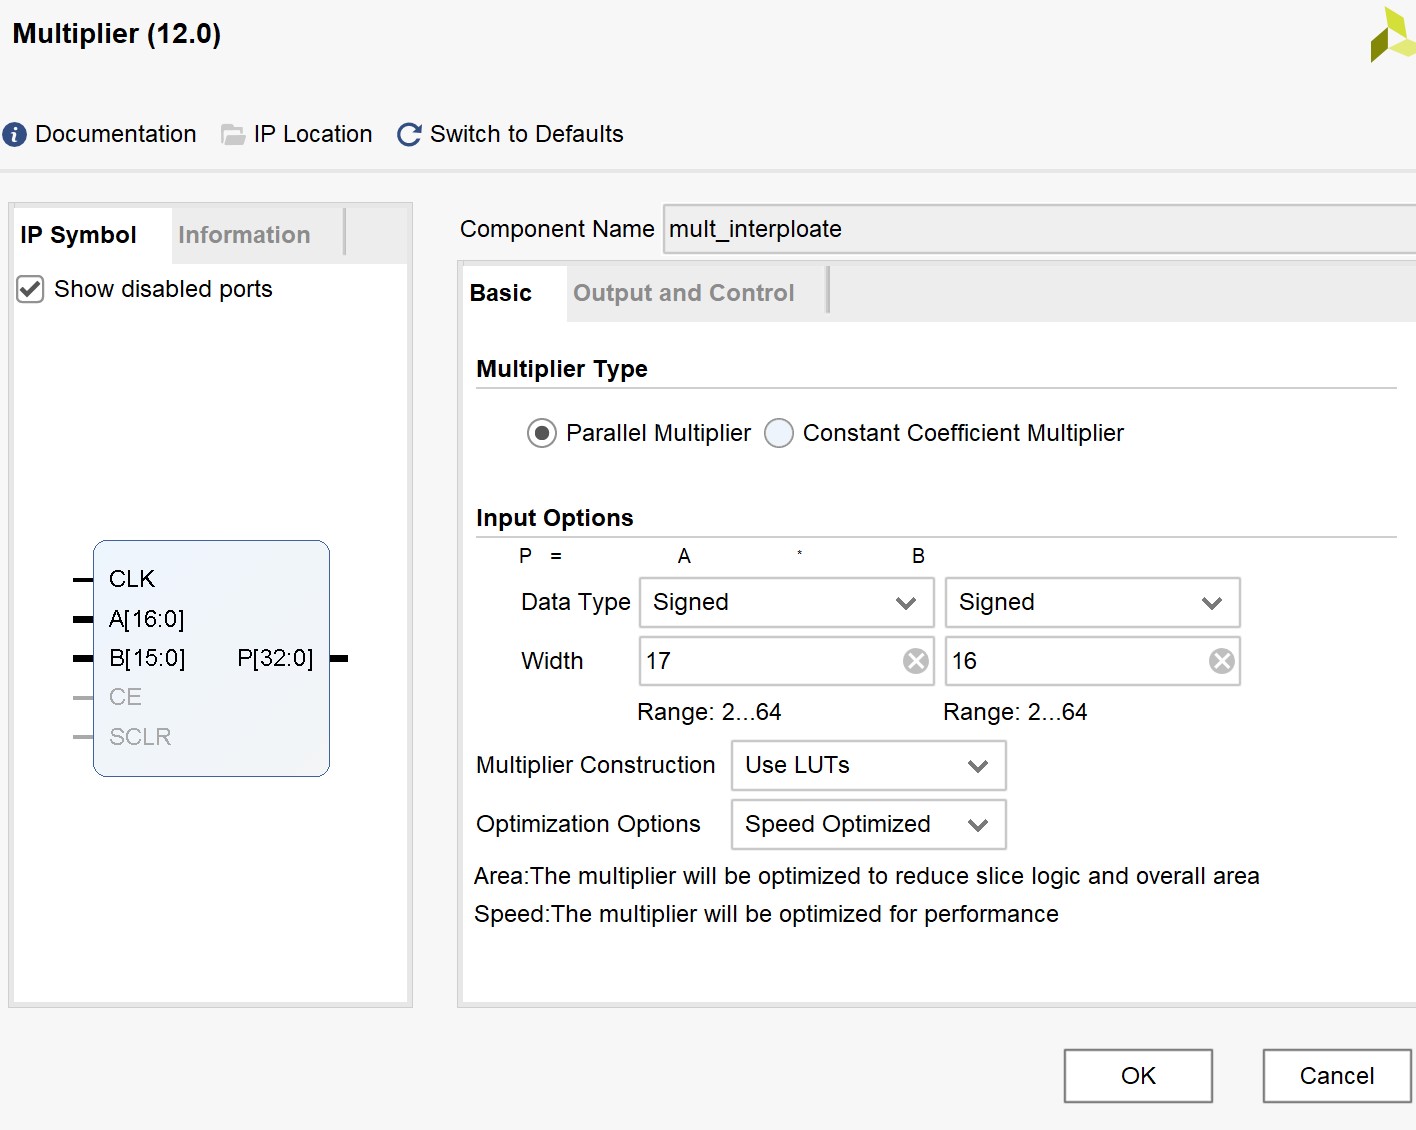 Multiplier (12.0)
Documentation IP Location Switch to Defaults
IP Symbol Information
Show disabled ports
CLK
A[16:0]
B[15:0] P[32:0]
CE
SCLR
Component Name mult_interploate
Basic Output and Control
Multiplier Type
Parallel Multiplier Constant Coefficient Multiplier
Input Options
P = A * B
Data Type Signed Signed
Width 17 16
Range: 2...64 Range: 2...64
Multiplier Construction Use LUTs
Optimization Options Speed Optimized
Area:The multiplier will be optimized to reduce slice logic and overall area
Speed:The multiplier will be optimized for performance
OK Cancel